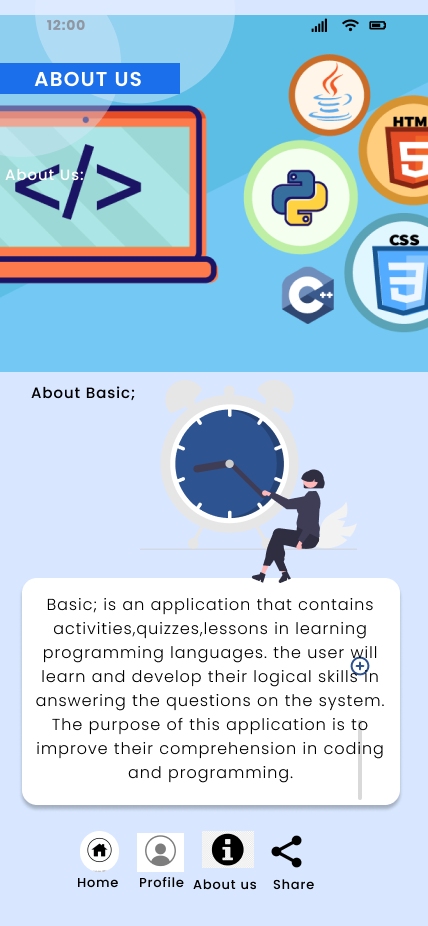 12:00
ABOUT US
HTM
5
About Us:
</>
CSS
3
C++
About Basic;
Basic; is an application that contains
activities,quizzes,lessons in learning
programming languages. the user will
learn and develop their logical skills in
answering the questions on the system.
The purpose of this application is to
improve their comprehension in coding
and programming.
Home Profile About us Share